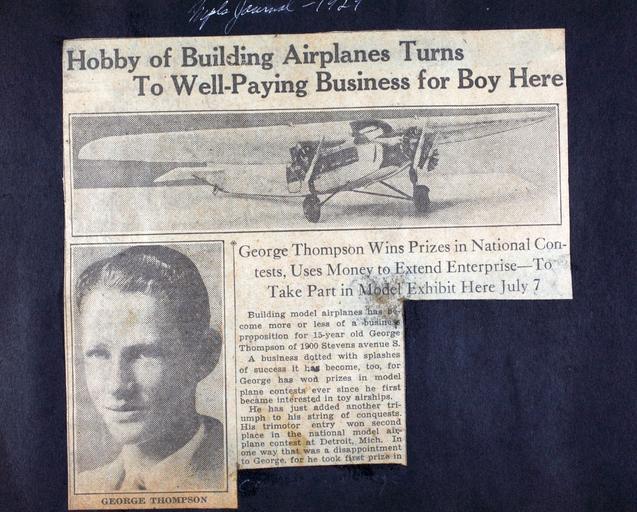 Mpls Journal - 1929
Hobby of Building Airplanes Turns
To Well-Paying Business for Boy Here
George Thompson Wins Prizes in National Con-
tests, Uses Money to Extend Enterprise—To
Take Part in Model Exhibit Here July 7
Building model airplanes has be-
come more or less of a business
proposition for 15-year old George
Thompson of 1900 Stevens avenue S.
A business dotted with splashes
of success it has become, too, for
George has won prizes in model
plane contests ever since he first
became interested in toy airships.
He has just added another tri-
umph to his string of conquests.
His trimotor entry won second
place in the national model air-
plane contest at Detroit, Mich. In
one way that was a disappointment
to George, for he took first prize in
GEORGE THOMPSON